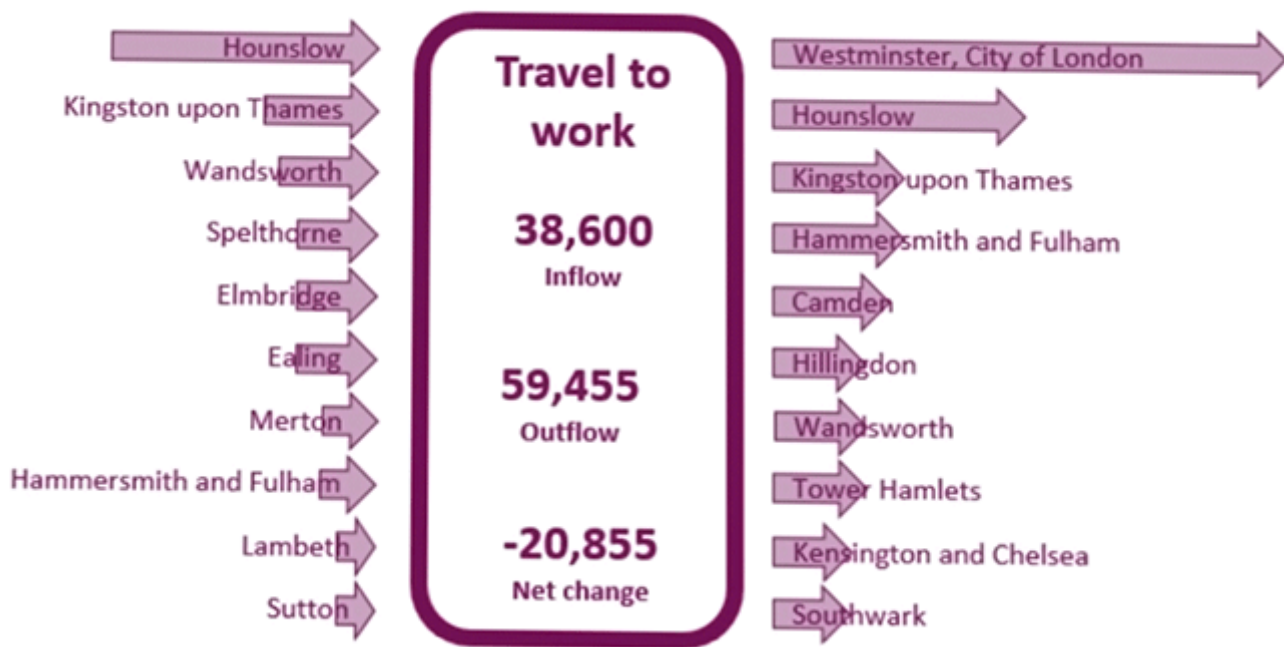 Hounslow
Kingston upon Thames
Wandsworth
Spelthorne
Elmbridge
Ealing
Merton
Hammersmith and Fulham
Lambeth
Sutton
Travel to
work
38,600
Inflow
59,455
Outflow
-20,855
Net change
Westminster, City of London
Hounslow
Kingston upon Thames
Hammersmith and Fulham
Camden
Hillingdon
Wandsworth
Tower Hamlets
Kensington and Chelsea
Southwark